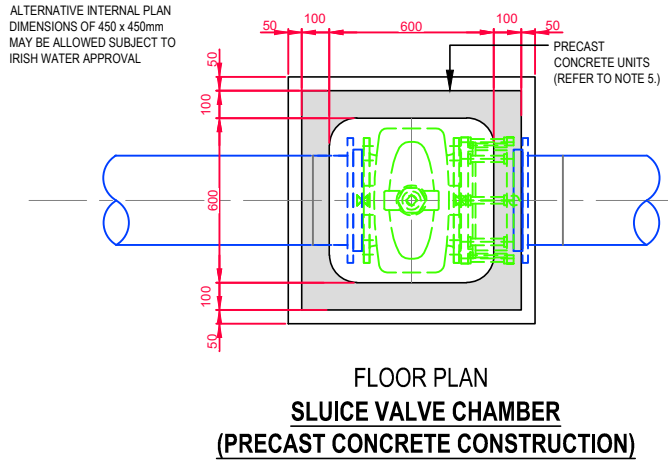 ALTERNATIVE INTERNAL PLAN
DIMENSIONS OF 450 x 450mm
MAY BE ALLOWED SUBJECT TO
IRISH WATER APPROVAL
50
100
600
100
50
PRECAST
CONCRETE UNITS
(REFER TO NOTE 5.)
50
100
600
100
50
FLOOR PLAN
SLUICE VALVE CHAMBER
(PRECAST CONCRETE CONSTRUCTION)